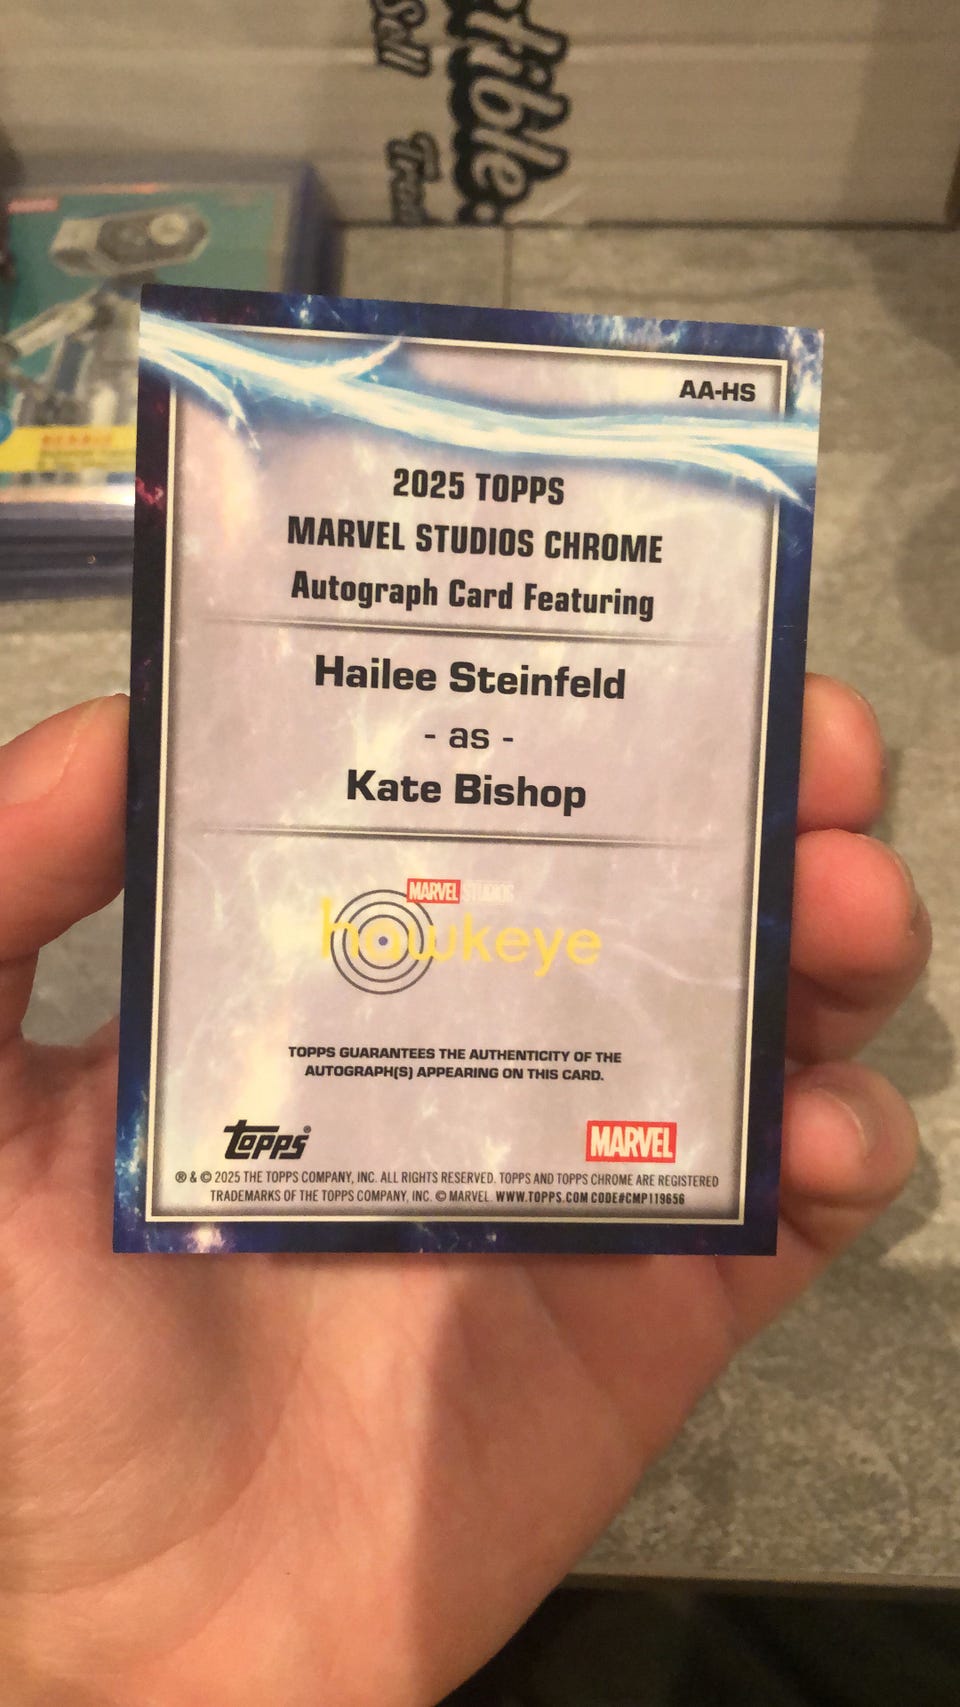 Sell
AA-HS
2025 TOPPS
MARVEL STUDIOS CHROME
Autograph Card Featuring
Hailee Steinfeld
- as -
Kate Bishop
MARVEL STUDIOS
hawkeye
TOPPS GUARANTEES THE AUTHENTICITY OF THE
AUTOGRAPH(S) APPEARING ON THIS CARD.
topps®
MARVEL
® & © 2025 THE TOPPS COMPANY, INC. ALL RIGHTS RESERVED. TOPPS AND TOPPS CHROME ARE REGISTERED
TRADEMARKS OF THE TOPPS COMPANY, INC. © MARVEL. WWW.TOPPS.COM CODE#CMP119656